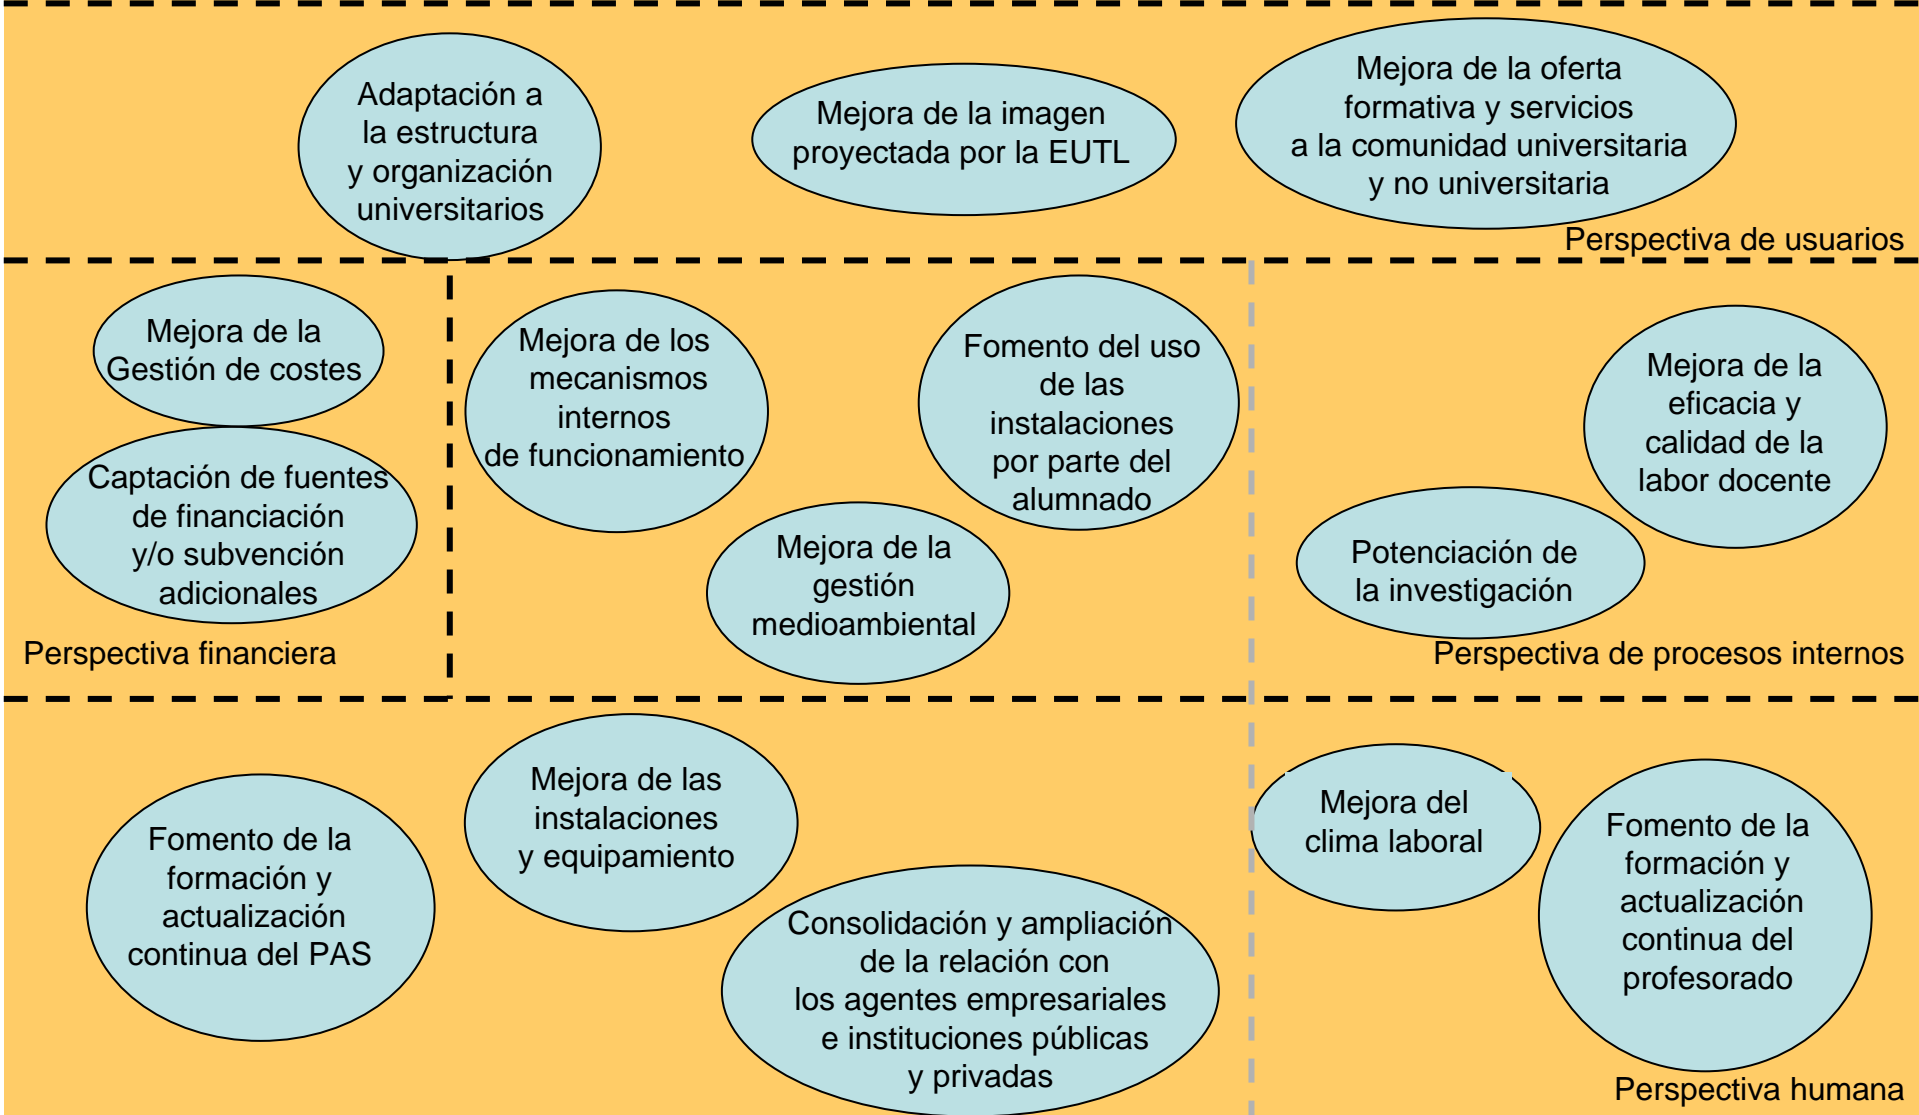 Adaptación a
la estructura
y organización
universitarios
Mejora de la imagen
proyectada por la EUTL
Mejora de la oferta
formativa y servicios
a la comunidad universitaria
y no universitaria
Perspectiva de usuarios
Mejora de la
Gestión de costes
Captación de fuentes
de financiación
y/o subvención
adicionales
Perspectiva financiera
Mejora de los
mecanismos
internos
de funcionamiento
Fomento del uso
de las
instalaciones
por parte del
alumnado
Mejora de la
gestión
medioambiental
Mejora de la
eficacia y
calidad de la
labor docente
Potenciación de
la investigación
Perspectiva de procesos internos
Fomento de la
formación y
actualización
continua del PAS
Mejora de las
instalaciones
y equipamiento
Consolidación y ampliación
de la relación con
los agentes empresariales
e instituciones públicas
y privadas
Mejora del
clima laboral
Fomento de la
formación y
actualización
continua del
profesorado
Perspectiva humana